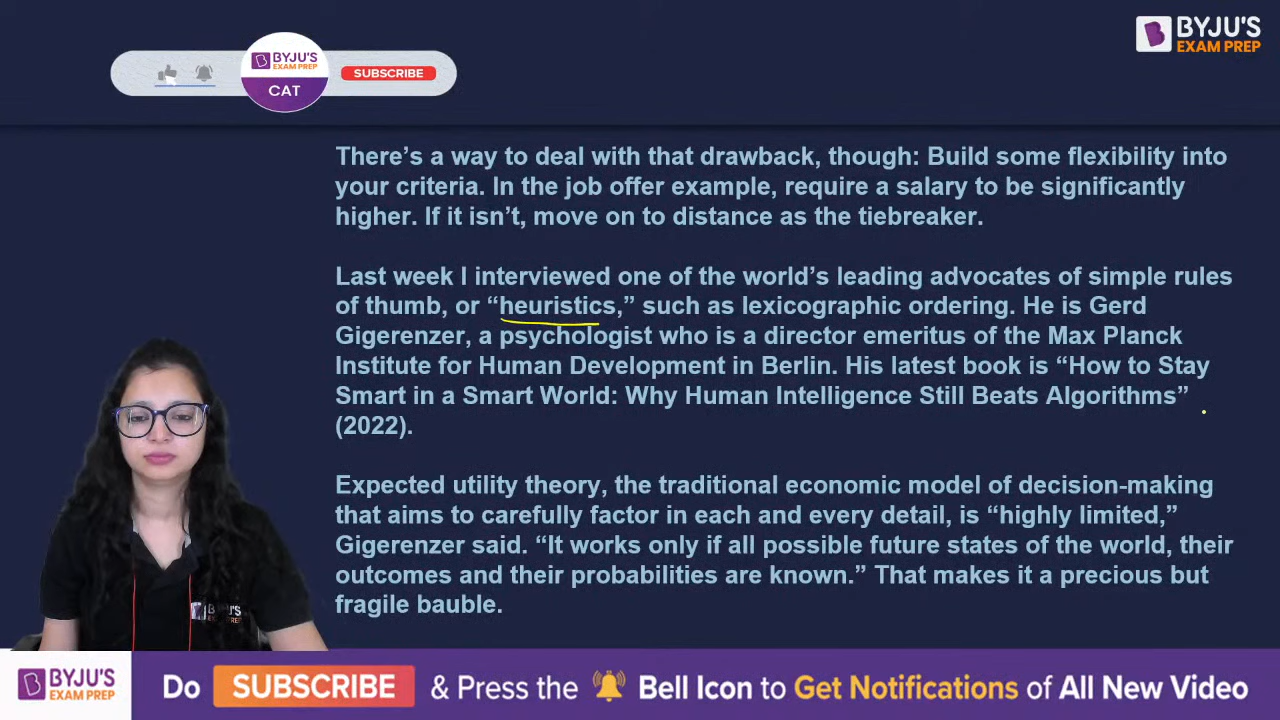 BYJU'S
EXAM PREP
BYJU'S
EXAM PREP
CAT
SUBSCRIBE
There's a way to deal with that drawback, though: Build some flexibility into
your criteria. In the job offer example, require a salary to be significantly
higher. If it isn't, move on to distance as the tiebreaker.
Last week I interviewed one of the world's leading advocates of simple rules
of thumb, or “heuristics,” such as lexicographic ordering. He is Gerd
Gigerenzer, a psychologist who is a director emeritus of the Max Planck
Institute for Human Development in Berlin. His latest book is “How to Stay
Smart in a Smart World: Why Human Intelligence Still Beats Algorithms”
(2022).
Expected utility theory, the traditional economic model of decision-making
that aims to carefully factor in each and every detail, is “highly limited,”
Gigerenzer said. “It works only if all possible future states of the world, their
outcomes and their probabilities are known.” That makes it a precious but
fragile bauble.
BYJU'S
EXAM PREP
BYJU'S
EXAM PREP
Do SUBSCRIBE & Press the Bell Icon to Get Notifications of All New Video